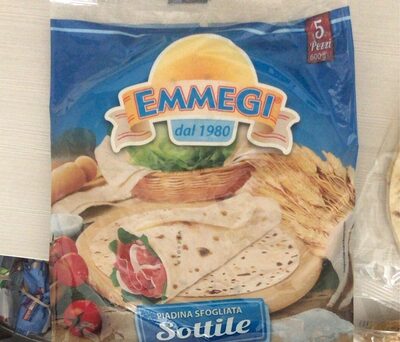 5
Pezzi
600g
EMMEGI
dal 1980
PIADINA SFOGLIATA
Sottile